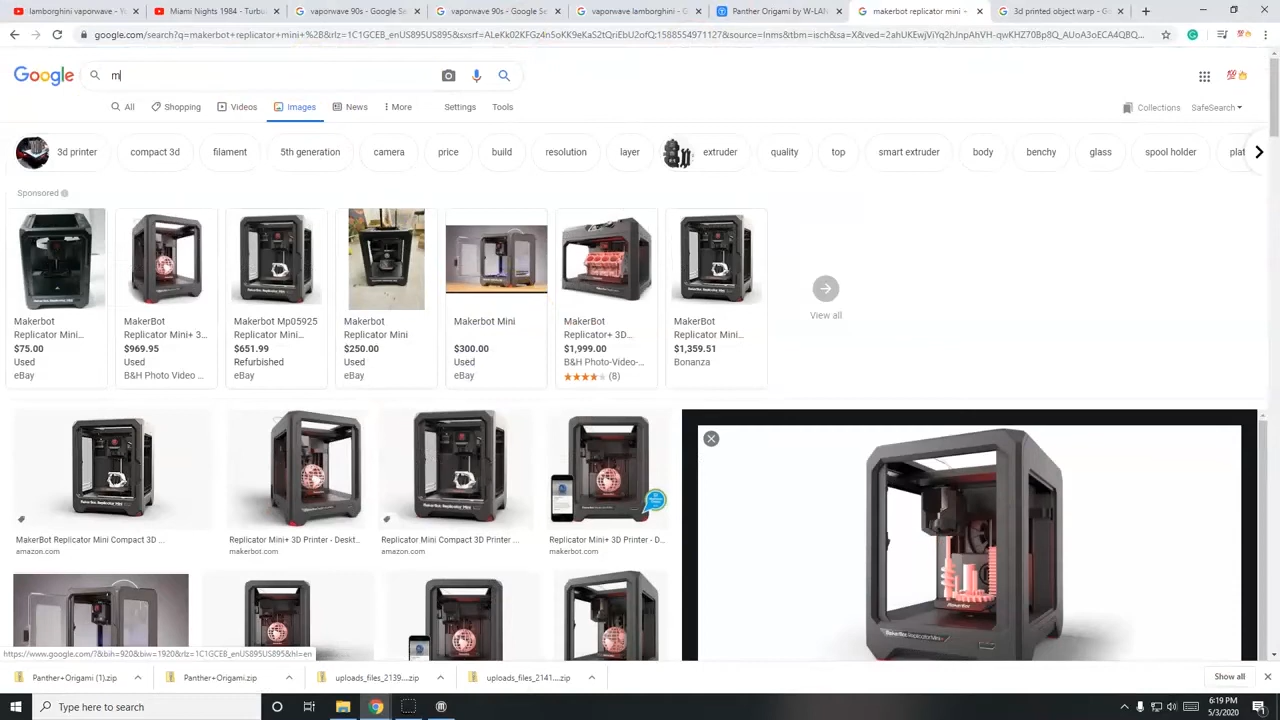 lamborghini vaporwave - Y
Miami Nights 1984 - Turbu
vaporwave 90s - Google Se
vaporwave 90s - Google Se
vaporwave lamborghini - G
Panther Origami by W-LAN
makerbot replicator mini -
3d printed object warp - Go
google.com/search?q=makerbot+replicator+mini+%2B&rlz=1C1GCEB_enUS895US895&sxsrf=ALeKk02KFGz4n5oKK9eKaS2tQriEbU2ofQ:1588554971127&source=lnms&tbm=isch&sa=X&ved=2ahUKEwjViYq2hJnpAhVH-qwKHZ70Bp8Q_AUoA3oECA4QBQ...
Google
m
All
Shopping
Videos
Images
News
More
Settings
Tools
Collections
SafeSearch
3d printer
compact 3d
filament
5th generation
camera
price
build
resolution
layer
extruder
quality
top
smart extruder
body
benchy
glass
spool holder
plat
Sponsored
Makerbot
Replicator Mini...
$75.00
Used
eBay
MakerBot
Replicator Mini+ 3...
$969.95
Used
B&H Photo Video ...
Makerbot Mp05925
Replicator Mini...
$651.99
Refurbished
eBay
Makerbot
Replicator Mini
$250.00
Used
eBay
Makerbot Mini
$300.00
Used
eBay
MakerBot
Replicator+ 3D...
$1,999.00
B&H Photo-Video-...
(8)
MakerBot
Replicator Mini...
$1,359.51
Bonanza
View all
MakerBot Replicator Mini Compact 3D ...
amazon.com
Replicator Mini+ 3D Printer - Deskt...
makerbot.com
Replicator Mini Compact 3D Printer ...
amazon.com
Replicator Mini+ 3D Printer - D...
makerbot.com
MakerBot
MakerBot Replicator Mini+
https://www.google.com/?&bih=920&biw=1920&rlz=1C1GCEB_enUS895US895&hl=en
Panther+Origami (1).zip
Panther+Origami.zip
uploads_files_2139....zip
uploads_files_2141....zip
Show all
Type here to search
6:19 PM
5/3/2020